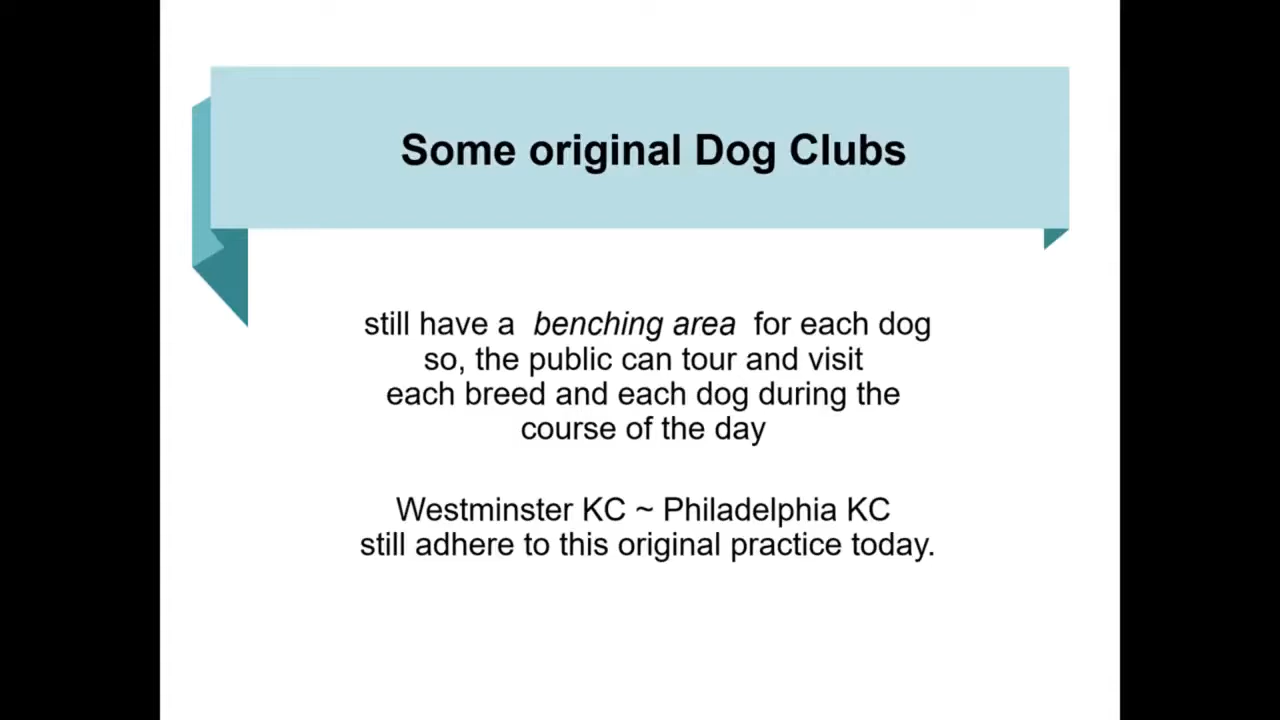 Some original Dog Clubs
still have a benching area for each dog
so, the public can tour and visit
each breed and each dog during the
course of the day
Westminster KC ~ Philadelphia KC
still adhere to this original practice today.